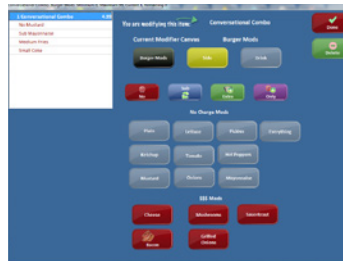 1 Conversational Combo
No Mustard
Sub Mayonnaise
Medium Fries
Small Coke
You are modifying this item:
Conversational Combo
Done
Current Modifier Canvas
Burger Mods
Delete
Burger Mods
Side
Drink
No
Sub
Extra
Only
No Charge Mods
Plain
Lettuce
Pickles
Everything
Ketchup
Tomato
Hot Peppers
Mustard
Onions
Mayonnaise
$$$ Mods
Cheese
Mushrooms
Bacon
Grilled
Onions